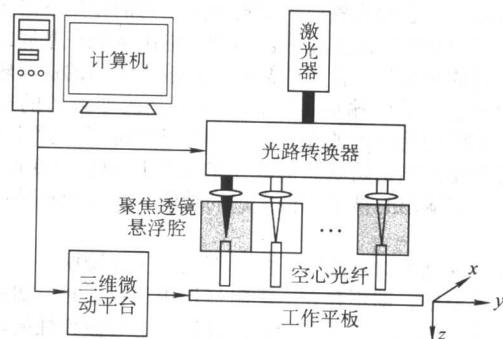 计算机
激光器
光路转换器
聚焦透镜
悬浮腔
…
空心光纤
三维微
动平台
工作平板
x
y
z